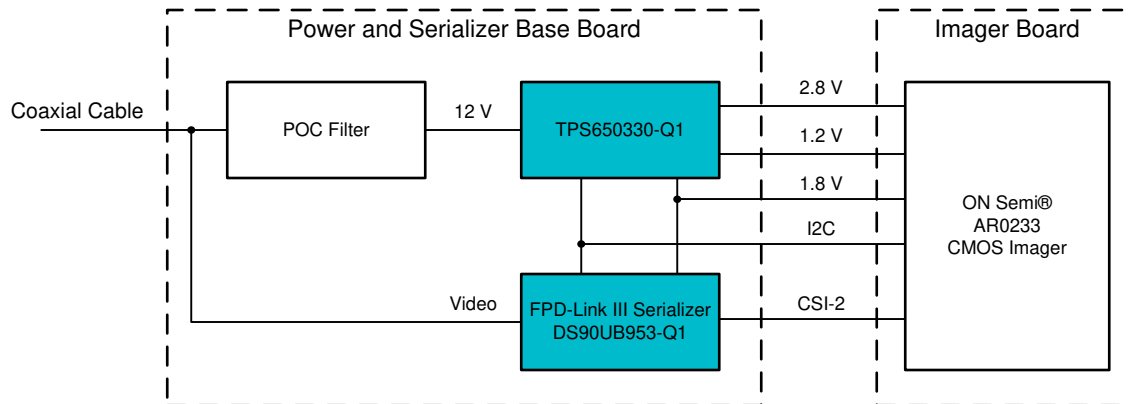 Power and Serializer Base Board
Imager Board
Coaxial Cable
POC Filter
12 V
TPS650330-Q1
2.8 V
1.2 V
1.8 V
I2C
ON Semi®
AR0233
CMOS Imager
Video
FPD-Link III Serializer
DS90UB953-Q1
CSI-2